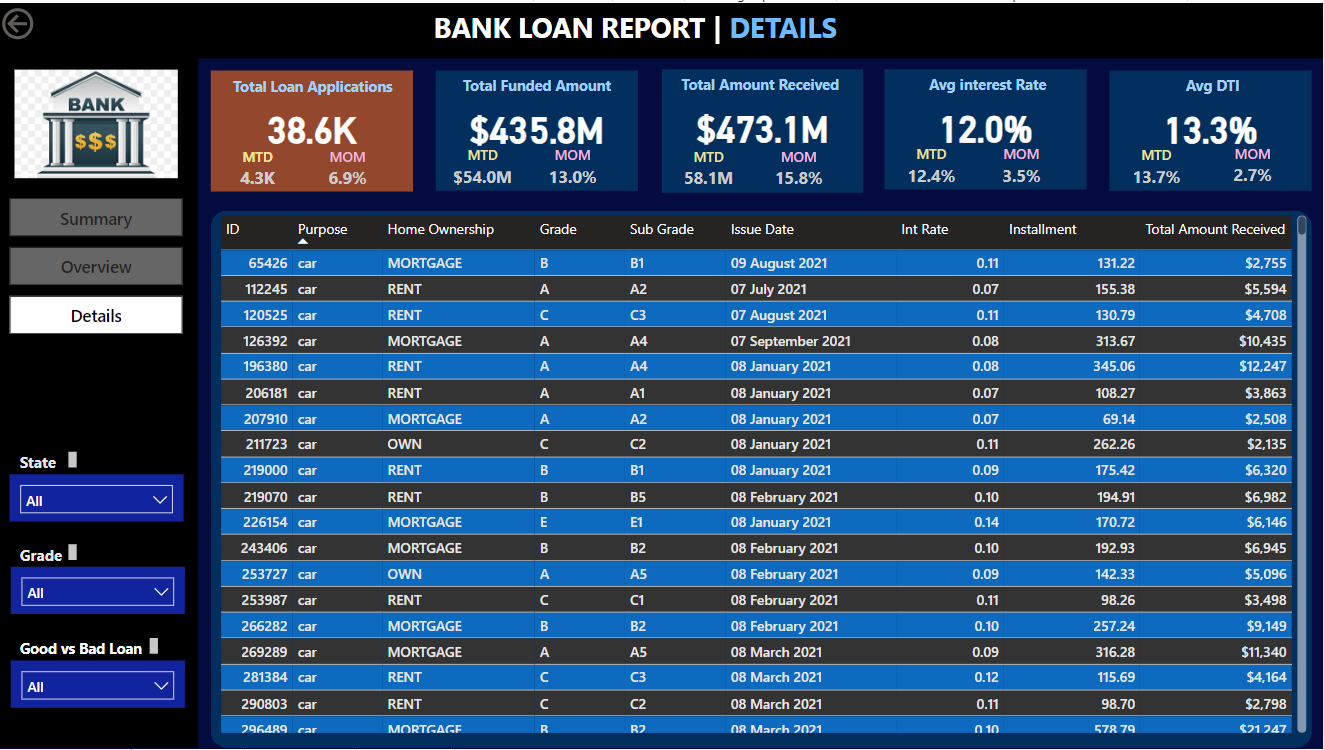 BANK LOAN REPORT | DETAILS
BANK
$$$
Summary
Overview
Details
State
All
Grade
All
Good vs Bad Loan
All
Total Loan Applications
38.6K
MTD MOM
4.3K 6.9%
Total Funded Amount
$435.8M
MTD MOM
$54.0M 13.0%
Total Amount Received
$473.1M
MTD MOM
58.1M 15.8%
Avg interest Rate
12.0%
MTD MOM
12.4% 3.5%
Avg DTI
13.3%
MTD MOM
13.7% 2.7%
ID Purpose Home Ownership Grade Sub Grade Issue Date Int Rate Installment Total Amount Received
65426 car MORTGAGE B B1 09 August 2021 0.11 131.22 $2,755
112245 car RENT A A2 07 July 2021 0.07 155.38 $5,594
120525 car RENT C C3 07 August 2021 0.11 130.79 $4,708
126392 car MORTGAGE A A4 07 September 2021 0.08 313.67 $10,435
196380 car RENT A A4 08 January 2021 0.08 345.06 $12,247
206181 car RENT A A1 08 January 2021 0.07 108.27 $3,863
207910 car MORTGAGE A A2 08 January 2021 0.07 69.14 $2,508
211723 car OWN C C2 08 January 2021 0.11 262.26 $2,135
219000 car RENT B B1 08 January 2021 0.09 175.42 $6,320
219070 car RENT B B5 08 February 2021 0.10 194.91 $6,982
226154 car MORTGAGE E E1 08 January 2021 0.14 170.72 $6,146
243406 car MORTGAGE B B2 08 February 2021 0.10 192.93 $6,945
253727 car OWN A A5 08 February 2021 0.09 142.33 $5,096
253987 car RENT C C1 08 February 2021 0.11 98.26 $3,498
266282 car MORTGAGE B B2 08 February 2021 0.10 257.24 $9,149
269289 car MORTGAGE A A5 08 March 2021 0.09 316.28 $11,340
281384 car RENT C C3 08 March 2021 0.12 115.69 $4,164
290803 car RENT C C2 08 March 2021 0.11 98.70 $2,798
296489 car MORTGAGE B B2 08 March 2021 0.10 578.79 $21,247